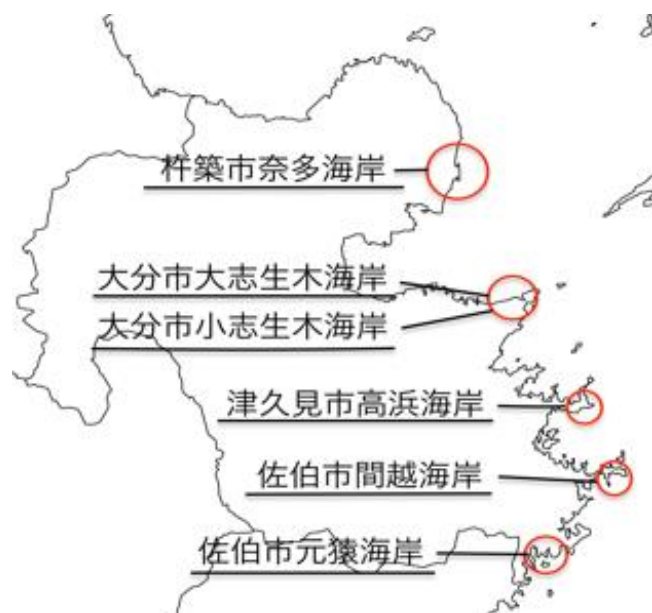 杵築市奈多海岸
大分市大志生木海岸
大分市小志生木海岸
津久見市高浜海岸
佐伯市間越海岸
佐伯市元猿海岸